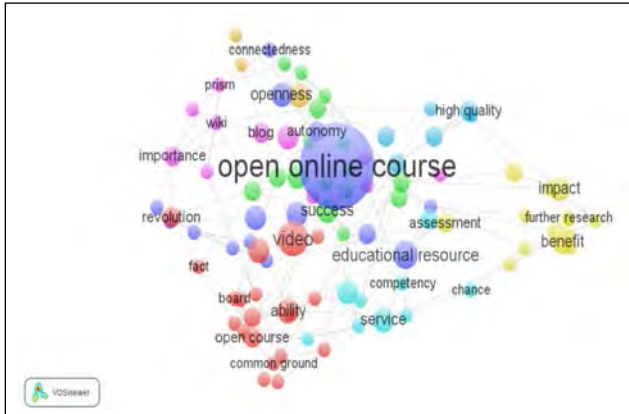 connectedness
prism
openness
high quality
wiki
blog
autonomy
importance
open online course
impact
revolution
success
assessment
further research
video
benefit
educational resource
fact
competency
chance
board
ability
service
open course
common ground
VOSviewer